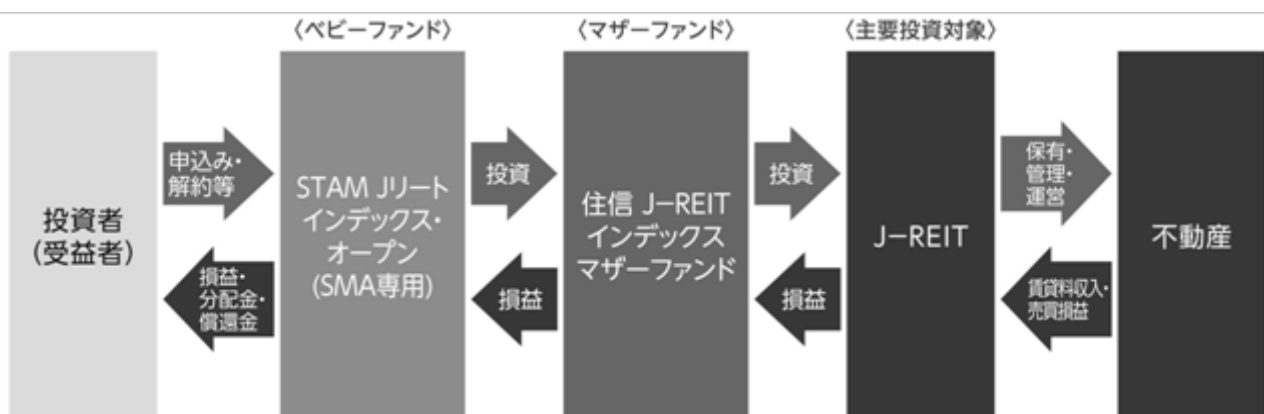 〈ベビーファンド〉
〈マザーファンド〉
〈主要投資対象〉
投資者
(受益者)
申込み・
解約等
損益・
分配金・
償還金
STAM Jリート
インデックス・
オープン
(SMA専用)
投資
損益
住信 J−REIT
インデックス
マザーファンド
投資
損益
J−REIT
保有・
管理・
運営
賃貸料収入・
売買損益
不動産